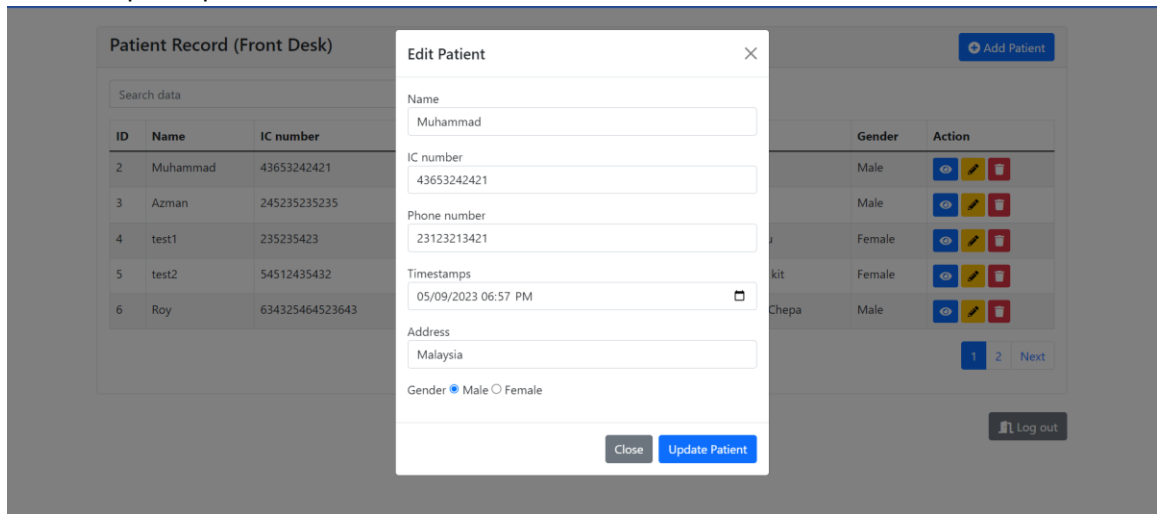 Patient Record (Front Desk)
Add Patient
Search data
ID Name IC number Gender Action
2 Muhammad 43653242421 Male
3 Azman 245235235235 Male
4 test1 235235423 Female
5 test2 54512435432 kit Female
6 Roy 634325464523643 Chepa Male
1 2 Next
Log out
Edit Patient
Name
Muhammad
IC number
43653242421
Phone number
23123213421
Timestamps
05/09/2023 06:57 PM
Address
Malaysia
Gender Male Female
Close Update Patient